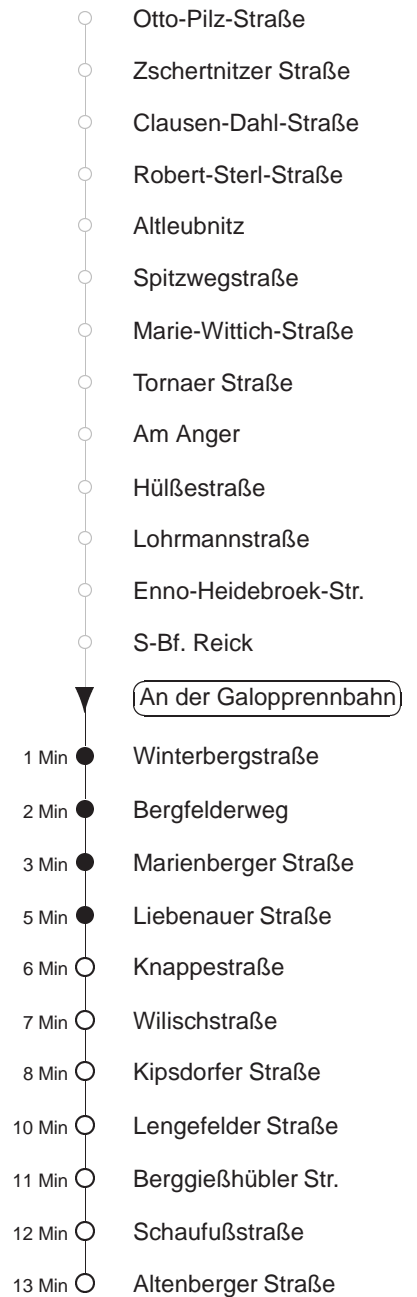 Otto-Pilz-Straße
Zschertnitzer Straße
Clausen-Dahl-Straße
Robert-Sterl-Straße
Altleubnitz
Spitzwegstraße
Marie-Wittich-Straße
Tornaer Straße
Am Anger
Hülßestraße
Lohrmannstraße
Enno-Heidebroek-Str.
S-Bf. Reick
An der Galopprennbahn
1 Min Winterbergstraße
2 Min Bergfelderweg
3 Min Marienberger Straße
5 Min Liebenauer Straße
6 Min Knappestraße
7 Min Wilischstraße
8 Min Kipsdorfer Straße
10 Min Lengefelder Straße
11 Min Berggießhübler Str.
12 Min Schaufußstraße
13 Min Altenberger Straße